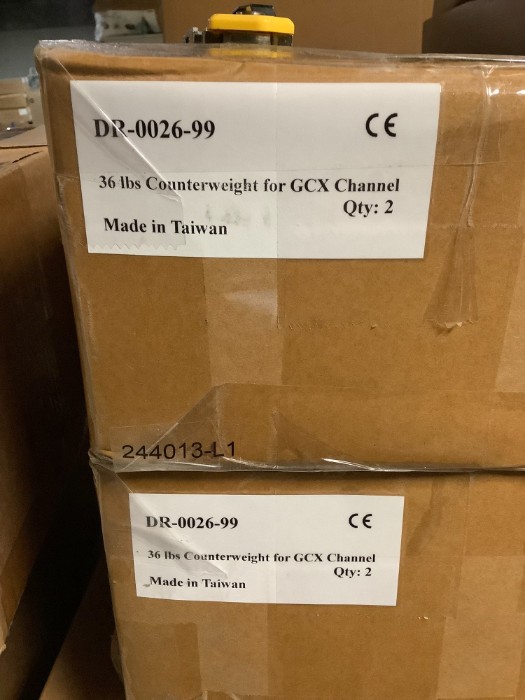 DR-0026-99 CE
36 lbs Counterweight for GCX Channel
Qty: 2
Made in Taiwan
244013-L1
DR-0026-99 CE
36 lbs Counterweight for GCX Channel
Qty: 2
Made in Taiwan